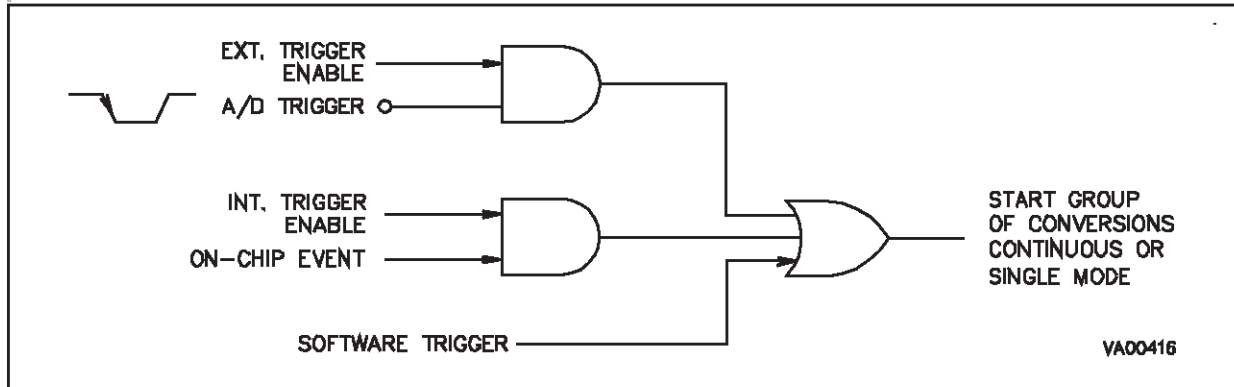 EXT. TRIGGER
ENABLE
A/D TRIGGER
INT. TRIGGER
ENABLE
ON-CHIP EVENT
SOFTWARE TRIGGER
START GROUP
OF CONVERSIONS
CONTINUOUS OR
SINGLE MODE
VA00416